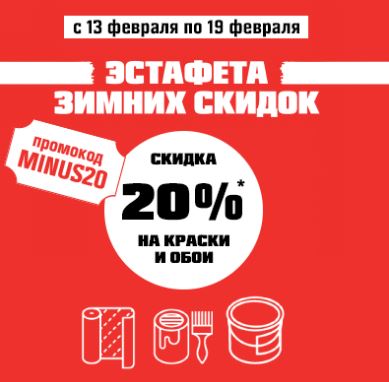 с 13 февраля по 19 февраля
ЭСТАФЕТА
ЗИМНИХ СКИДОК
ПРОМОКОД
MINUS20
СКИДКА
20%*
НА КРАСКИ
И ОБОИ